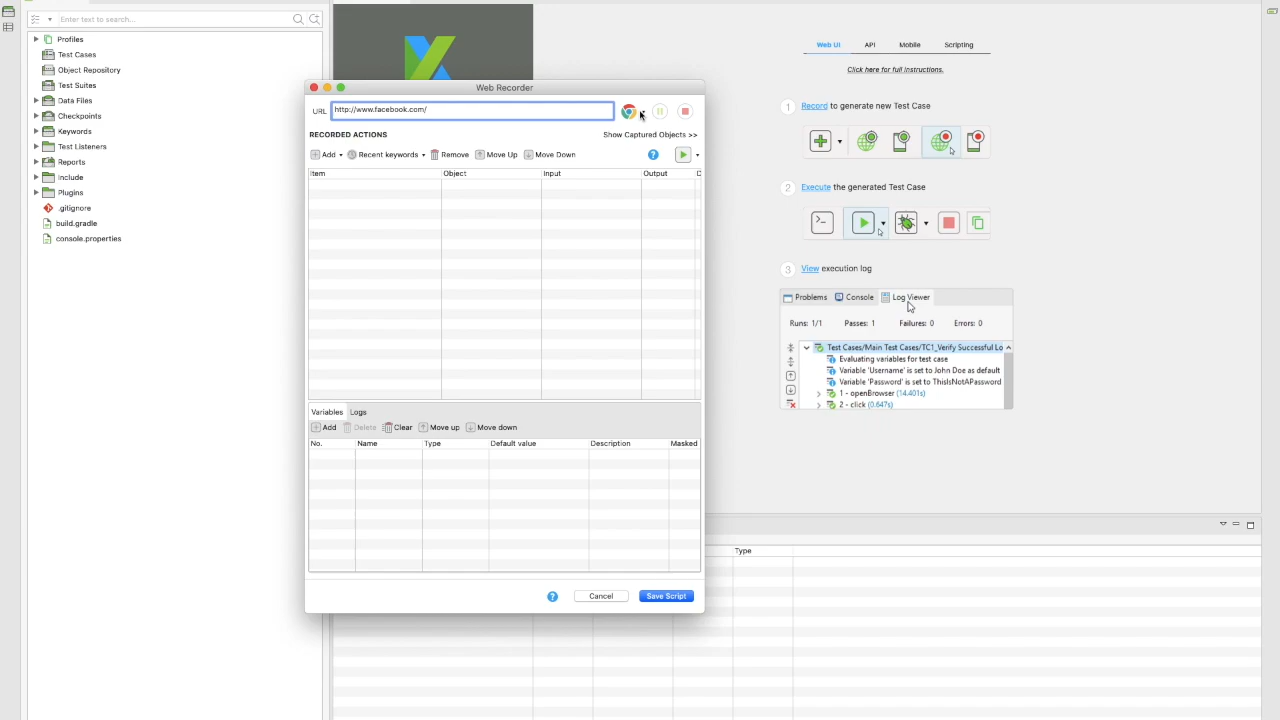 Enter text to search...
Profiles
Test Cases
Object Repository
Test Suites
Data Files
Checkpoints
Keywords
Test Listeners
Reports
Include
Plugins
.gitignore
build.gradle
console.properties
Web Recorder
URL http://www.facebook.com/
RECORDED ACTIONS Show Captured Objects >>
Add Recent keywords Remove Move Up Move Down
Item Object Input Output D
Variables Logs
Add Delete Clear Move up Move down
No. Name Type Default value Description Masked
Cancel Save Script
Web UI API Mobile Scripting
Click here for full instructions.
1 Record to generate new Test Case
2 Execute the generated Test Case
3 View execution log
Problems Console Log Viewer
Runs: 1/1 Passes: 1 Failures: 0 Errors: 0
Test Cases/Main Test Cases/TC1_Verify Successful Lo
Evaluating variables for test case
Variable 'Username' is set to John Doe as default
Variable 'Password' is set to ThisIsNotAPassword
1 - openBrowser (14.401s)
2 - click (0.647s)
Type